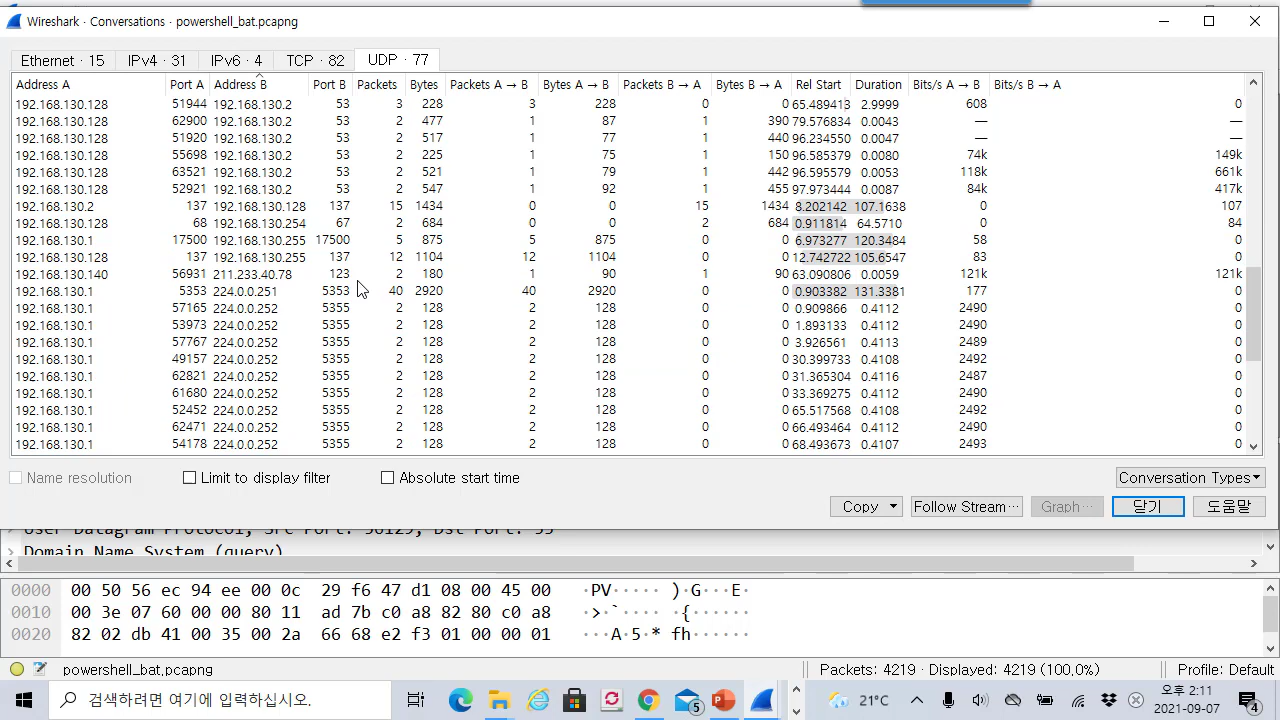 Wireshark · Conversations · powershell_bat.pcapng
Ethernet · 15 IPv4 · 31 IPv6 · 4 TCP · 82 UDP · 77
Address A Port A Address B Port B Packets Bytes Packets A → B Bytes A → B Packets B → A Bytes B → A Rel Start Duration Bits/s A → B Bits/s B → A
192.168.130.128 51944 192.168.130.2 53 3 228 3 228 0 0 65.489413 2.9999 608 0
192.168.130.128 62900 192.168.130.2 53 2 477 1 87 1 390 79.576834 0.0043 — —
192.168.130.128 51920 192.168.130.2 53 2 517 1 77 1 440 96.234550 0.0047 — —
192.168.130.128 55698 192.168.130.2 53 2 225 1 75 1 150 96.585379 0.0080 74k 149k
192.168.130.128 63521 192.168.130.2 53 2 521 1 79 1 442 96.595579 0.0053 118k 661k
192.168.130.128 52921 192.168.130.2 53 2 547 1 92 1 455 97.973444 0.0087 84k 417k
192.168.130.2 137 192.168.130.128 137 15 1434 0 0 15 1434 8.202142 107.1638 0 107
192.168.130.128 68 192.168.130.254 67 2 684 0 0 2 684 0.911814 64.5710 0 84
192.168.130.1 17500 192.168.130.255 17500 5 875 5 875 0 0 6.973277 120.3484 58 0
192.168.130.128 137 192.168.130.255 137 12 1104 12 1104 0 0 12.742722 105.6547 83 0
192.168.130.140 56931 211.233.40.78 123 2 180 1 90 1 90 63.090806 0.0059 121k 121k
192.168.130.1 5353 224.0.0.251 5353 40 2920 40 2920 0 0 0.903382 131.3381 177 0
192.168.130.1 57165 224.0.0.252 5355 2 128 2 128 0 0 0.909866 0.4112 2490 0
192.168.130.1 53973 224.0.0.252 5355 2 128 2 128 0 0 1.893133 0.4112 2490 0
192.168.130.1 57767 224.0.0.252 5355 2 128 2 128 0 0 3.926561 0.4113 2489 0
192.168.130.1 49157 224.0.0.252 5355 2 128 2 128 0 0 30.399733 0.4108 2492 0
192.168.130.1 62821 224.0.0.252 5355 2 128 2 128 0 0 31.365304 0.4116 2487 0
192.168.130.1 61680 224.0.0.252 5355 2 128 2 128 0 0 33.369275 0.4112 2490 0
192.168.130.1 52452 224.0.0.252 5355 2 128 2 128 0 0 65.517568 0.4108 2492 0
192.168.130.1 62471 224.0.0.252 5355 2 128 2 128 0 0 66.493464 0.4112 2490 0
192.168.130.1 54178 224.0.0.252 5355 2 128 2 128 0 0 68.493673 0.4107 2493 0
Name resolution Limit to display filter Absolute start time Conversation Types
Copy Follow Stream··· Graph··· 닫기 도움말
Domain Name System (query)
0000 00 50 56 ec 94 ee 00 0c 29 f6 47 d1 08 00 45 00 ·PV····· )·G···E·
0010 00 3e 07 60 00 00 80 11 ad 7b c0 a8 82 80 c0 a8 ·>·`···· ·{······
0020 82 02 db 41 00 35 00 2a 66 68 e2 f3 01 00 00 01 ···A·5·* fh······
powershell_bat.pcapng Packets: 4219 · Displayed: 4219 (100.0%) Profile: Default
검색하려면 여기에 입력하십시오. 5 21°C 오후 2:11 4
2021-09-07